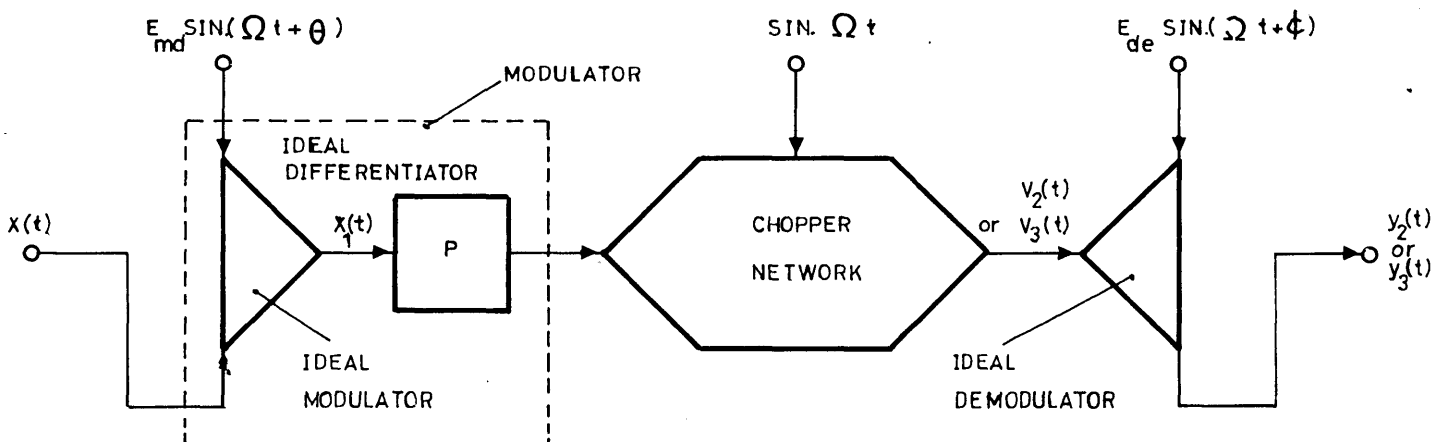 E_md SIN.(Ω t + θ)
SIN. Ω t
E_de SIN.(Ω t + ¢)
MODULATOR
IDEAL
DIFFERENTIATOR
X(t)
X_1(t)
P
CHOPPER
NETWORK
V_2(t)
or V_3(t)
y_2(t)
or
y_3(t)
IDEAL
MODULATOR
IDEAL
DEMODULATOR